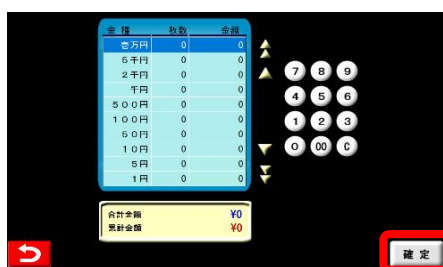 金種 枚数 金額
壱万円 0 0
5千円 0 0
2千円 0 0
千円 0 0
500円 0 0
100円 0 0
50円 0 0
10円 0 0
5円 0 0
1円 0 0
7 8 9
4 5 6
1 2 3
0 00 C
合計金額 ¥0
累計金額 ¥0
確定